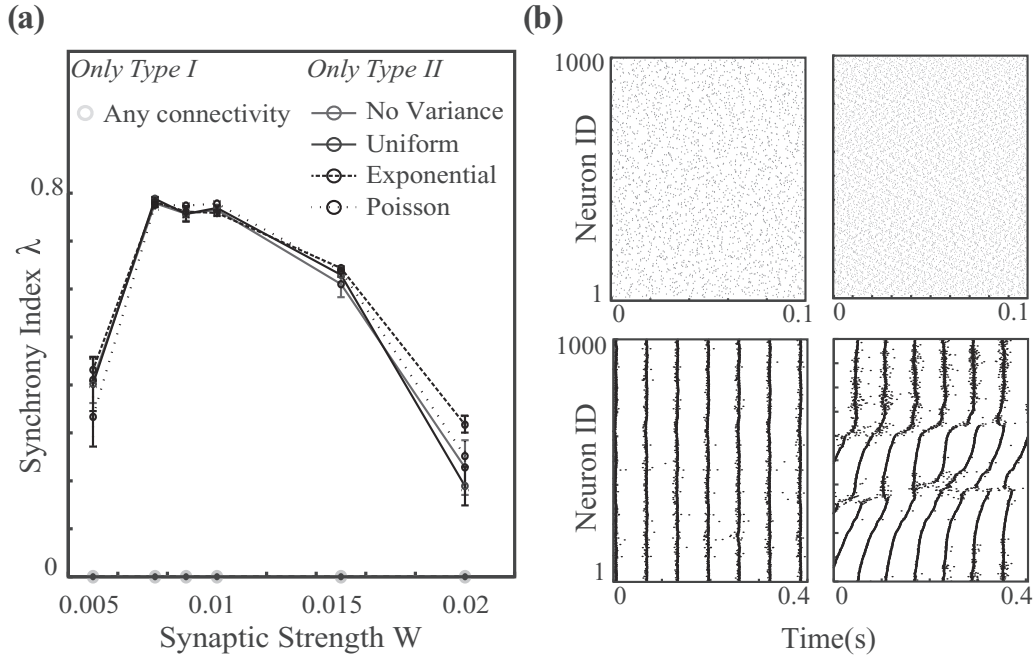 (a)
Only Type I
Only Type II
Any connectivity
No Variance
Uniform
Exponential
Poisson
0.8
0
Synchrony Index λ
0.005
0.01
0.015
0.02
Synaptic Strength W
(b)
1000
Neuron ID
1
0
0.1
0
0.1
1000
Neuron ID
1
0
0.4
0
0.4
Time(s)